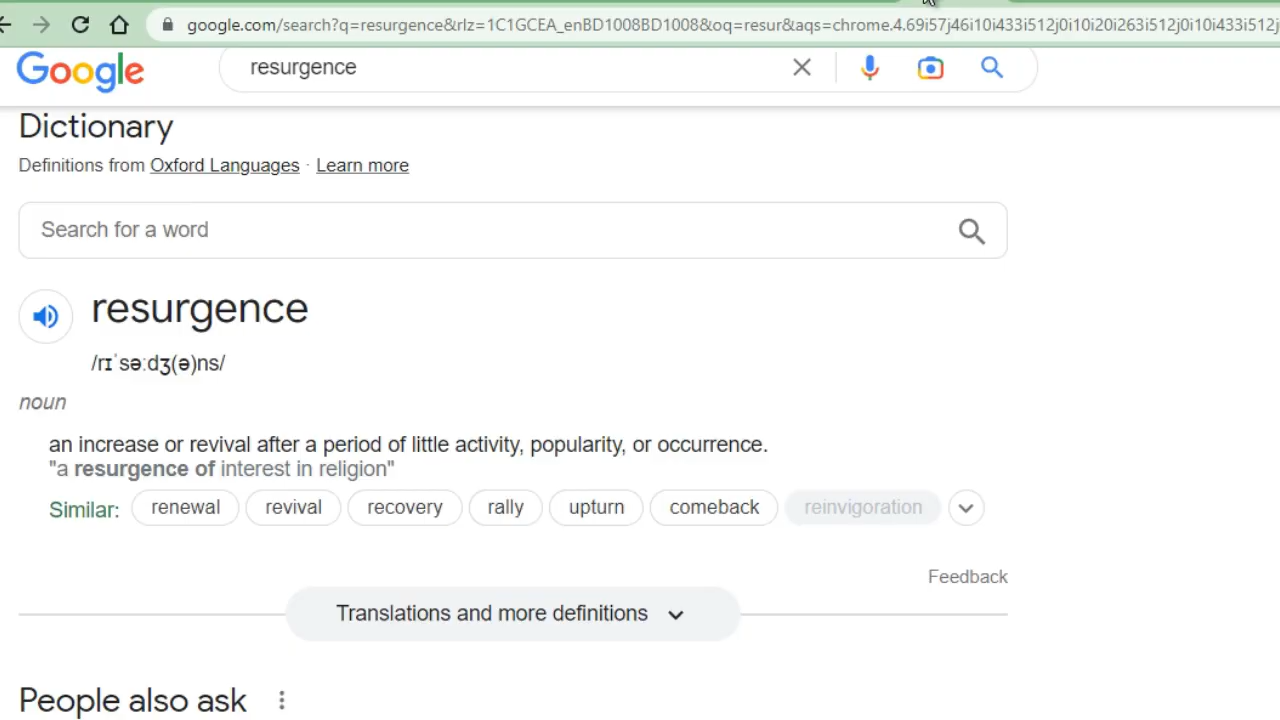 google.com/search?q=resurgence&rlz=1C1GCEA_enBD1008BD1008&oq=resur&aqs=chrome.4.69i57j46i10i433i512j0i10i20i263i512j0i10i433i512j
Google
resurgence
Dictionary
Definitions from Oxford Languages · Learn more
Search for a word
resurgence
/rɪˈsəːdʒ(ə)ns/
noun
an increase or revival after a period of little activity, popularity, or occurrence.
"a resurgence of interest in religion"
Similar: renewal revival recovery rally upturn comeback reinvigoration
Feedback
Translations and more definitions
People also ask